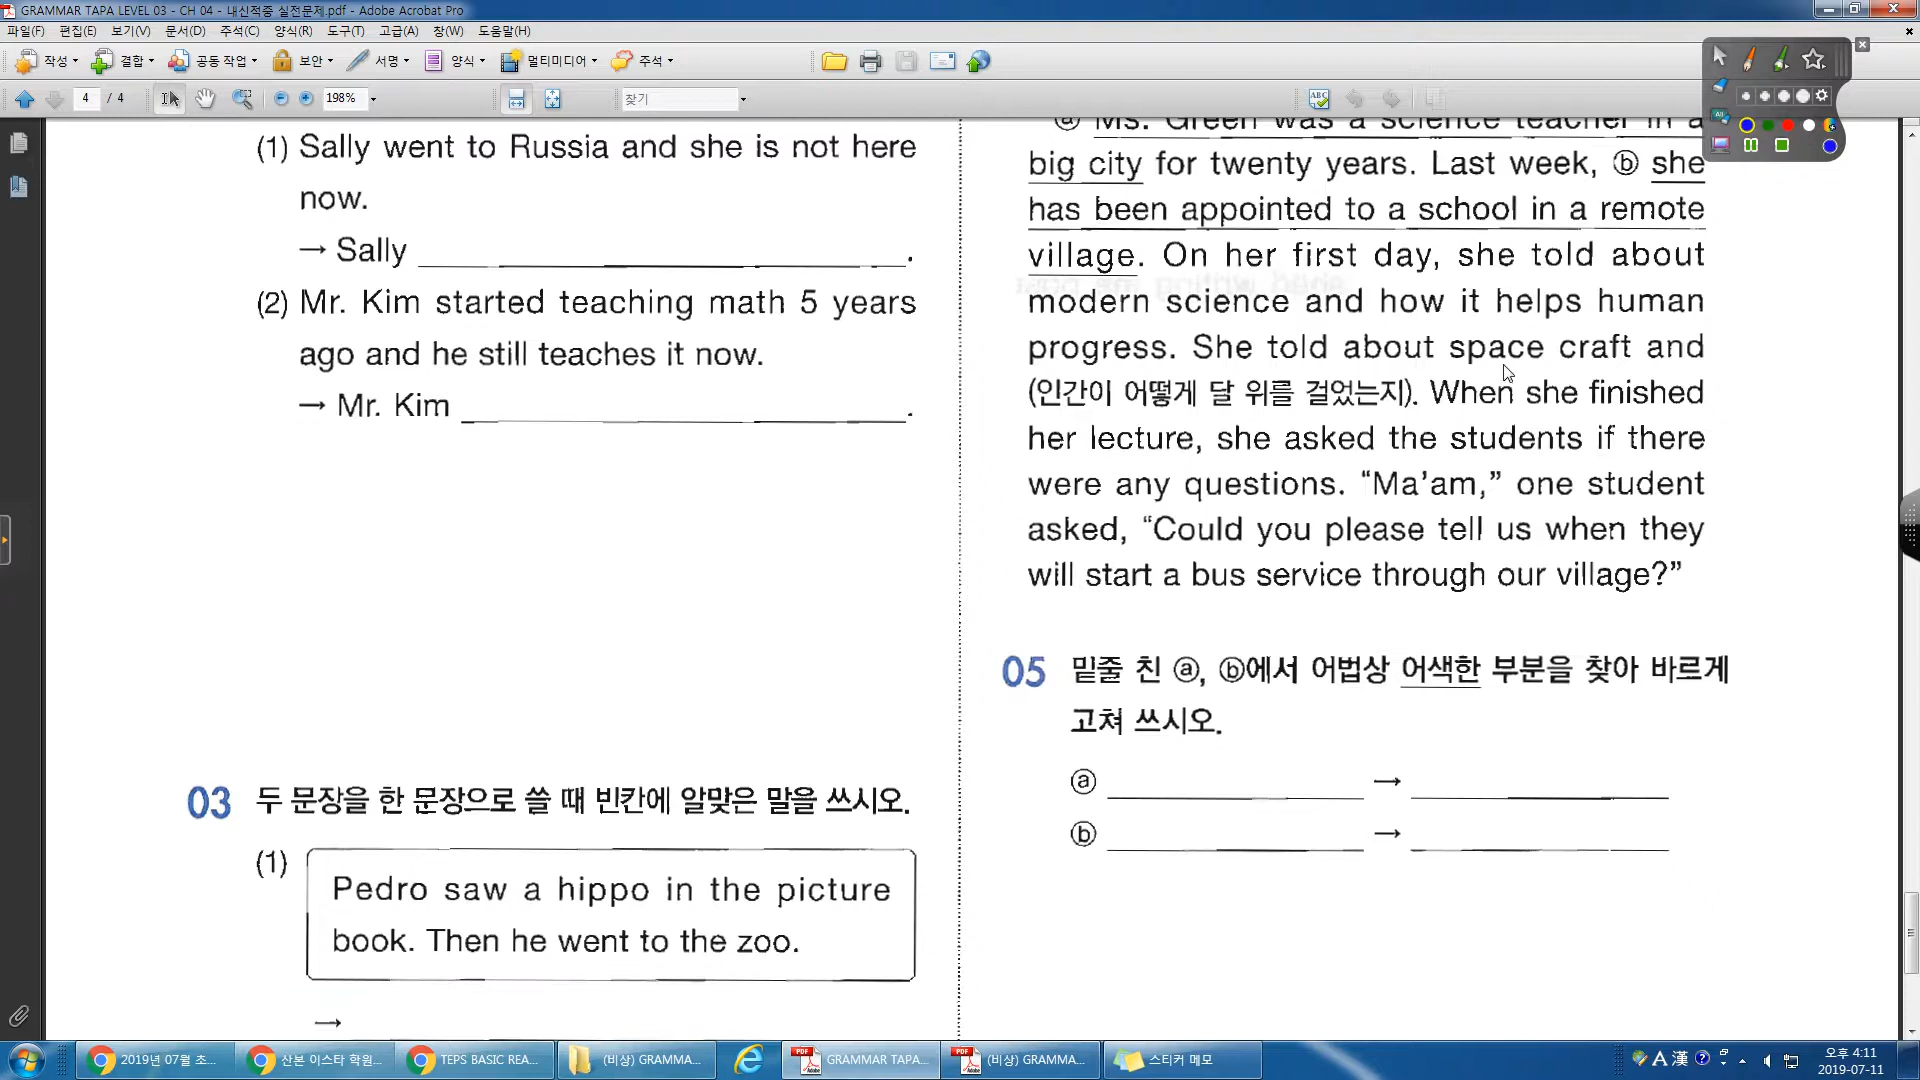 GRAMMAR TAPA LEVEL 03 - CH 04 - 내신적중 실전문제.pdf - Adobe Acrobat Pro
파일(F) 편집(E) 보기(V) 문서(D) 주석(C) 양식(R) 도구(T) 고급(A) 창(W) 도움말(H)
작성 결합 공동 작업 보안 서명 양식 멀티미디어 주석
4 / 4 198% 찾기
(1) Sally went to Russia and she is not here
now.
→ Sally .
(2) Mr. Kim started teaching math 5 years
ago and he still teaches it now.
→ Mr. Kim .
03 두 문장을 한 문장으로 쓸 때 빈칸에 알맞은 말을 쓰시오.
(1)
Pedro saw a hippo in the picture
book. Then he went to the zoo.
→
ⓐ Ms. Green was a science teacher in a
big city for twenty years. Last week, ⓑ she
has been appointed to a school in a remote
village. On her first day, she told about
modern science and how it helps human
progress. She told about space craft and
(인간이 어떻게 달 위를 걸었는지). When she finished
her lecture, she asked the students if there
were any questions. “Ma’am,” one student
asked, “Could you please tell us when they
will start a bus service through our village?”
05 밑줄 친 ⓐ, ⓑ에서 어법상 어색한 부분을 찾아 바르게
고쳐 쓰시오.
ⓐ →
ⓑ →
2019년 07월 초... 산본 이스타 학원... TEPS BASIC REA... (비상) GRAMMA... GRAMMAR TAPA... (비상) GRAMMA... 스티커 메모
A 漢
오후 4:11
2019-07-11